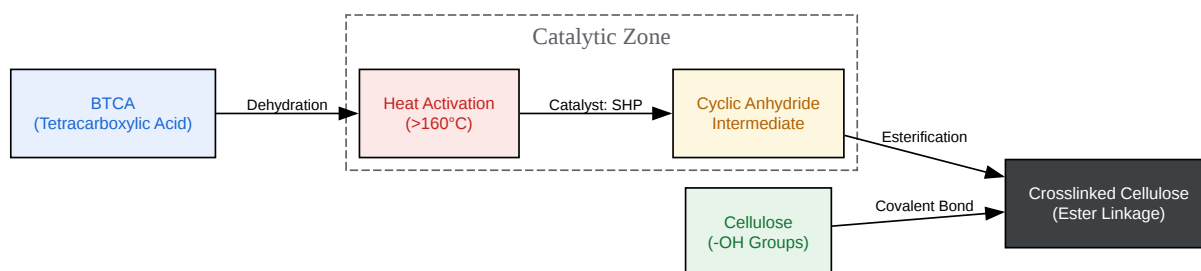 Catalytic Zone
BTCA
(Tetracarboxylic Acid)
Dehydration
Heat Activation
(>160°C)
Catalyst: SHP
Cyclic Anhydride
Intermediate
Esterification
Cellulose
(-OH Groups)
Covalent Bond
Crosslinked Cellulose
(Ester Linkage)